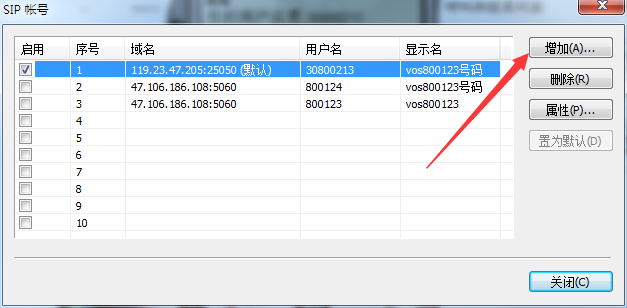 SIP 帐号
启用 序号 域名 用户名 显示名
1 119.23.47.205:25050 (默认) 30800213 vos800123号码
2 47.106.186.108:5060 800124 vos800123号码
3 47.106.186.108:5060 800123 vos800123
4
5
6
7
8
9
10
增加(A)...
删除(R)
属性(P)...
置为默认(D)
关闭(C)